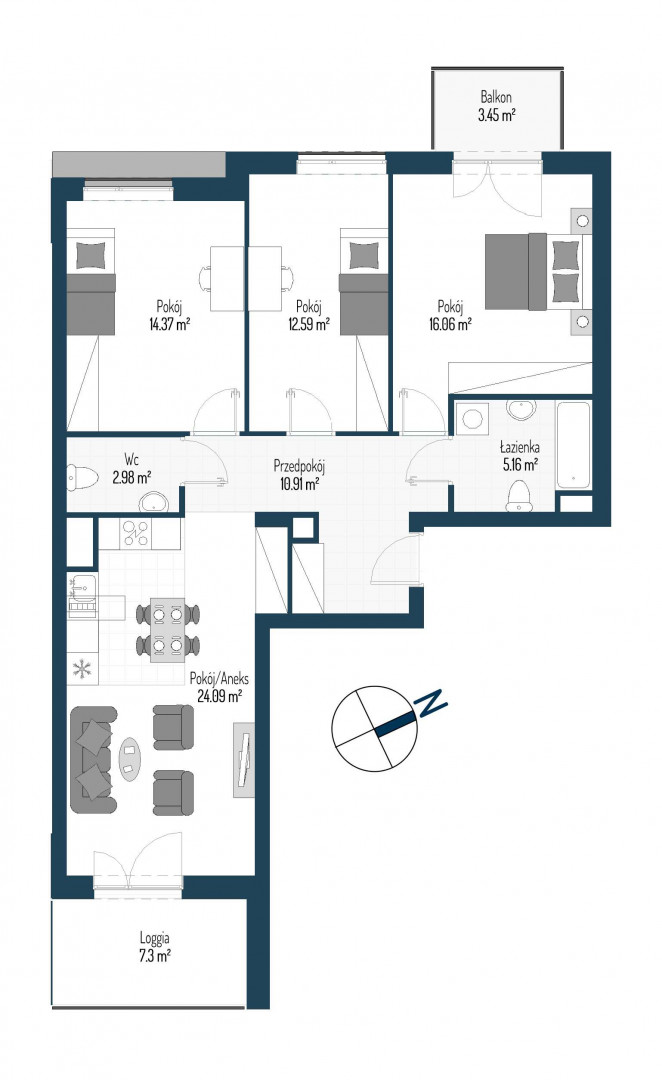 Balkon
3.45 m²
Pokój
14.37 m²
Pokój
12.59 m²
Pokój
16.06 m²
Wc
2.98 m²
Przedpokój
10.91 m²
Łazienka
5.16 m²
Pokój/Aneks
24.09 m²
N
Loggia
7.3 m²